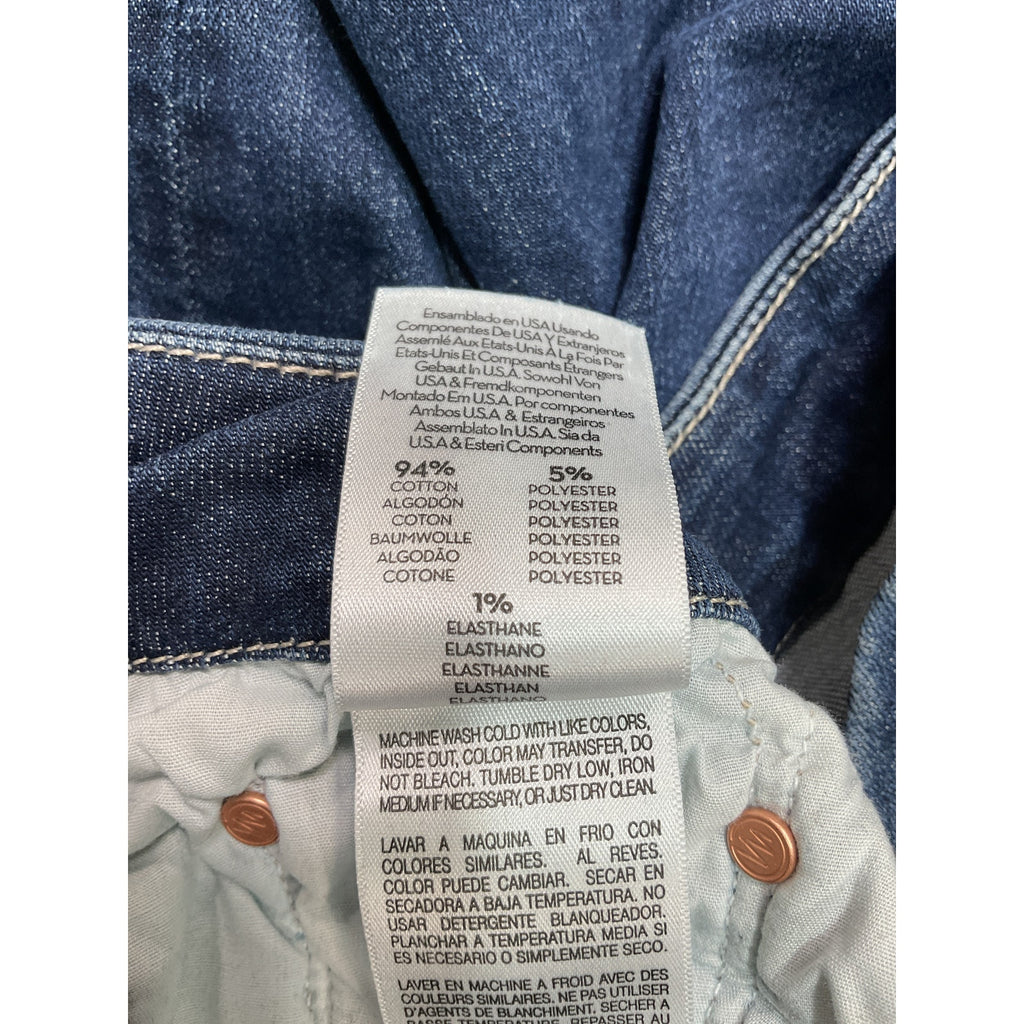 Ensamblado en USA Usando
Componentes De USA Y Extranjeros
Assemlé Aux Etats-Unis À La Fois Par
Etats-Unis Et Composants Étrangers
Gebaut In U.S.A. Sowohl Von
USA & Fremdkomponenten
Montado Em U.S.A. Por componentes
Ambos U.S.A & Estrangeiros
Assemblato In U.S.A. Sia da
U.S.A & Esteri Components
94% 5%
COTTON POLYESTER
ALGODÓN POLYESTER
COTON POLYESTER
BAUMWOLLE POLYESTER
ALGODÃO POLYESTER
COTONE POLYESTER
1%
ELASTHANE
ELASTHANO
ELASTHANNE
ELASTHAN
ELASTHANO
MACHINE WASH COLD WITH LIKE COLORS,
INSIDE OUT, COLOR MAY TRANSFER, DO
NOT BLEACH. TUMBLE DRY LOW, IRON
MEDIUM IF NECESSARY, OR JUST DRY CLEAN.
LAVAR A MAQUINA EN FRIO CON
COLORES SIMILARES. AL REVES.
COLOR PUEDE CAMBIAR. SECAR EN
SECADORA A BAJA TEMPERATURA. NO
USAR DETERGENTE BLANQUEADOR.
PLANCHAR A TEMPERATURA MEDIA SI
ES NECESARIO O SIMPLEMENTE SECO.
LAVER EN MACHINE A FROID AVEC DES
COULEURS SIMILAIRES. NE PAS UTILISER
D'AGENTS DE BLANCHIMENT. SECHER A
BASSE TEMPERATURE. REPASSER AU